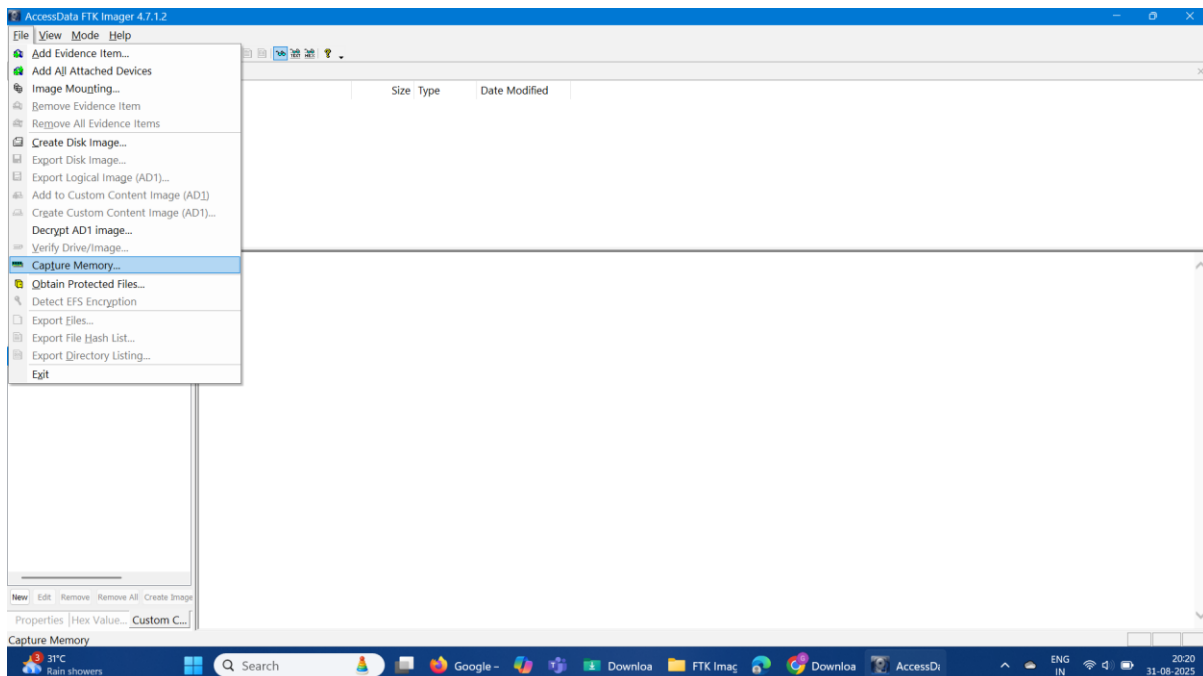 AccessData FTK Imager 4.7.1.2
File View Mode Help
Add Evidence Item...
Add All Attached Devices
Image Mounting...
Remove Evidence Item
Remove All Evidence Items
Create Disk Image...
Export Disk Image...
Export Logical Image (AD1)...
Add to Custom Content Image (AD1)
Create Custom Content Image (AD1)...
Decrypt AD1 image...
Verify Drive/Image...
Capture Memory...
Obtain Protected Files...
Detect EFS Encryption
Export Files...
Export File Hash List...
Export Directory Listing...
Exit
Size Type Date Modified
New Edit Remove Remove All Create Image
Properties Hex Value... Custom C...
Capture Memory
3 31°C
Rain showers
Search
Google –
Downloa
FTK Imag
Downloa
AccessDa
ENG
IN
20:20
31-08-2025